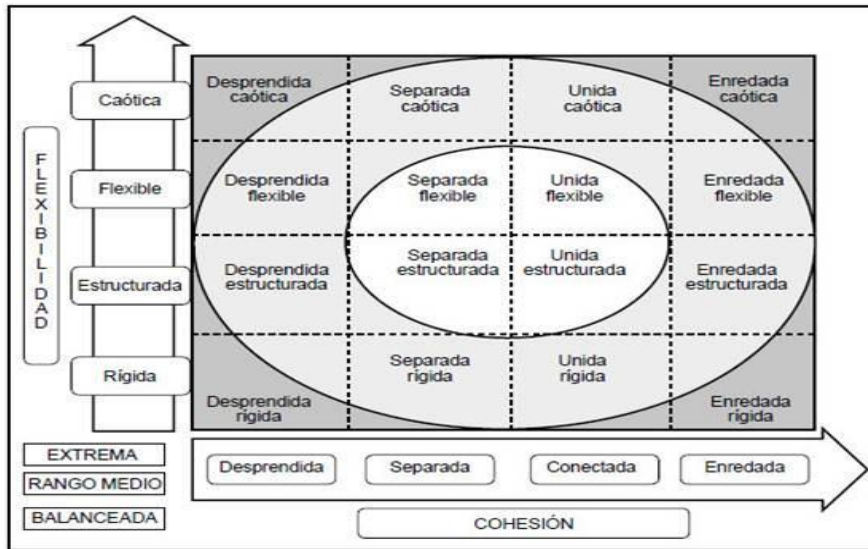 Caótica
Desprendida
caótica
Separada
caótica
Unida
caótica
Enredada
caótica
FLEXIBILIDAD
Flexible
Desprendida
flexible
Separada
flexible
Unida
flexible
Enredada
flexible
Estructurada
Desprendida
estructurada
Separada
estructurada
Unida
estructurada
Enredada
estructurada
Rígida
Desprendida
rígida
Separada
rígida
Unida
rígida
Enredada
rígida
EXTREMA
RANGO MEDIO
BALANCEADA
Desprendida
Separada
Conectada
Enredada
COHESIÓN